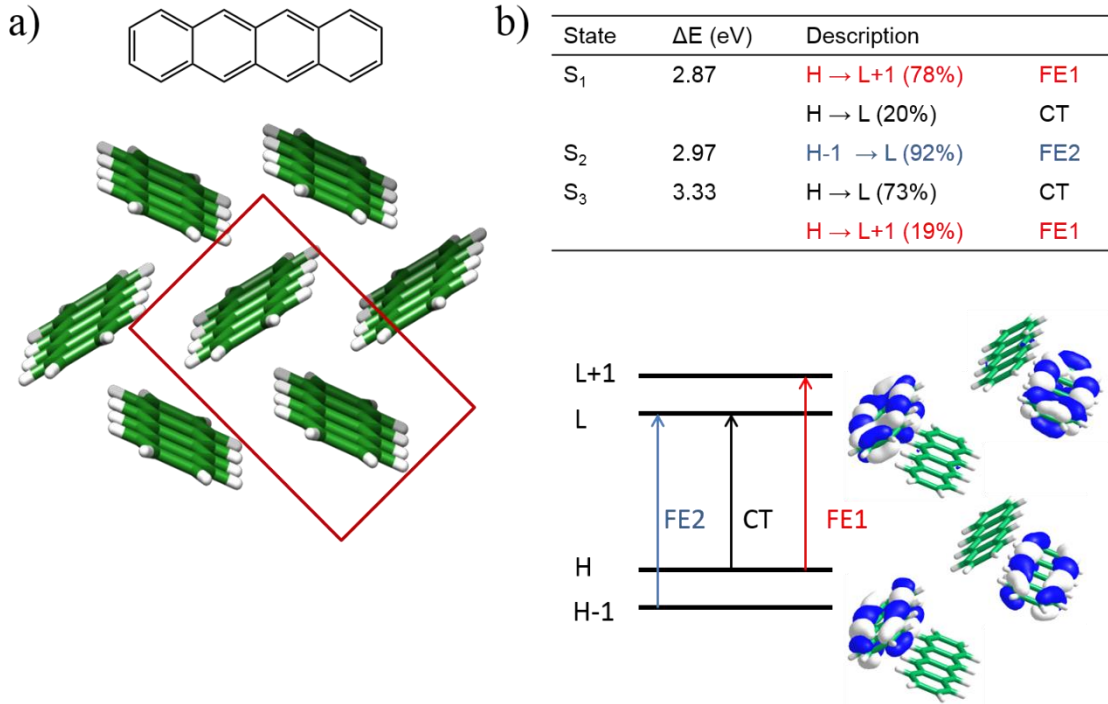 a)
b)
State ΔE (eV) Description
S₁ 2.87 H → L+1 (78%) FE1
H → L (20%) CT
S₂ 2.97 H-1 → L (92%) FE2
S₃ 3.33 H → L (73%) CT
H → L+1 (19%) FE1
L+1
L
FE2 CT FE1
H
H-1